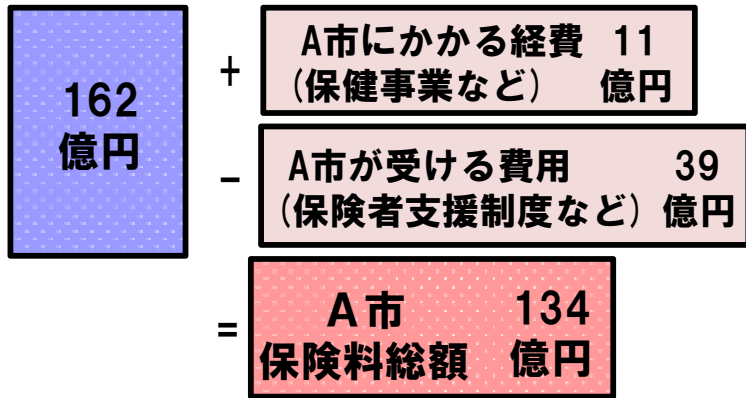 162
億円
+
A市にかかる経費 11
(保健事業など) 億円
-
A市が受ける費用 39
(保険者支援制度など) 億円
=
A市 134
保険料総額 億円